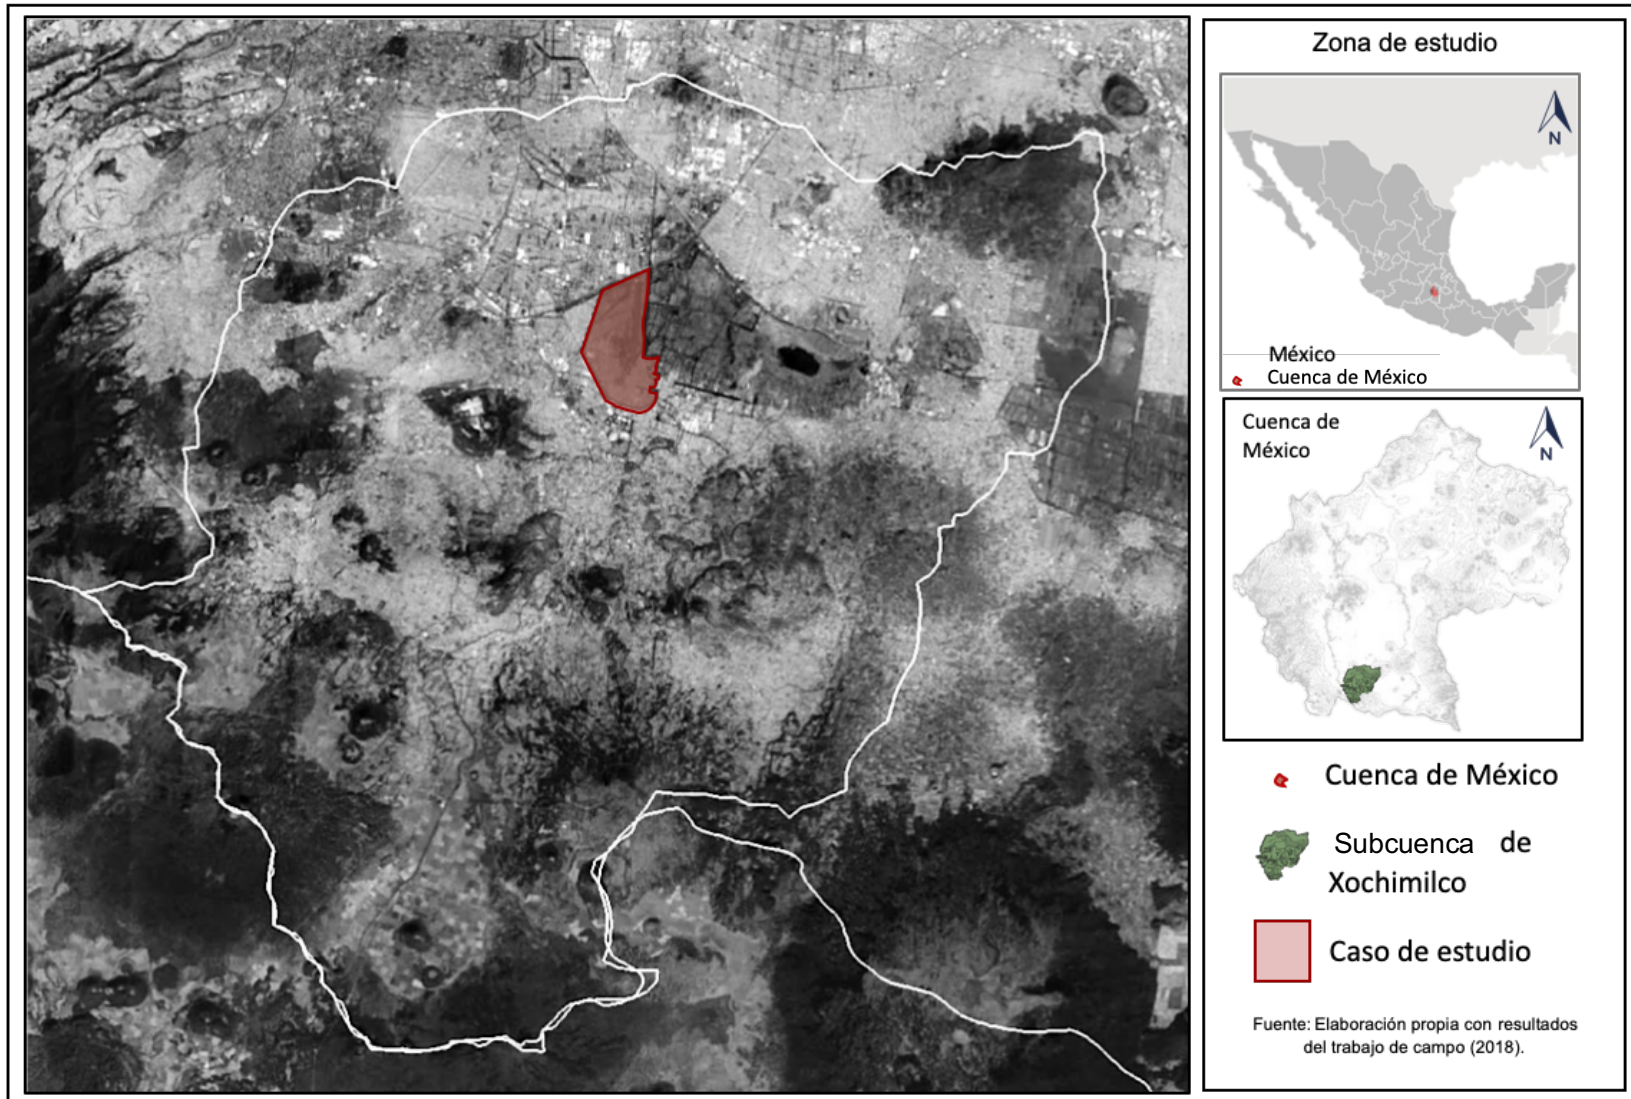 Zona de estudio
N
México
Cuenca de México
Cuenca de
México
N
Cuenca de México
Subcuenca de
Xochimilco
Caso de estudio
Fuente: Elaboración propia con resultados
del trabajo de campo (2018).